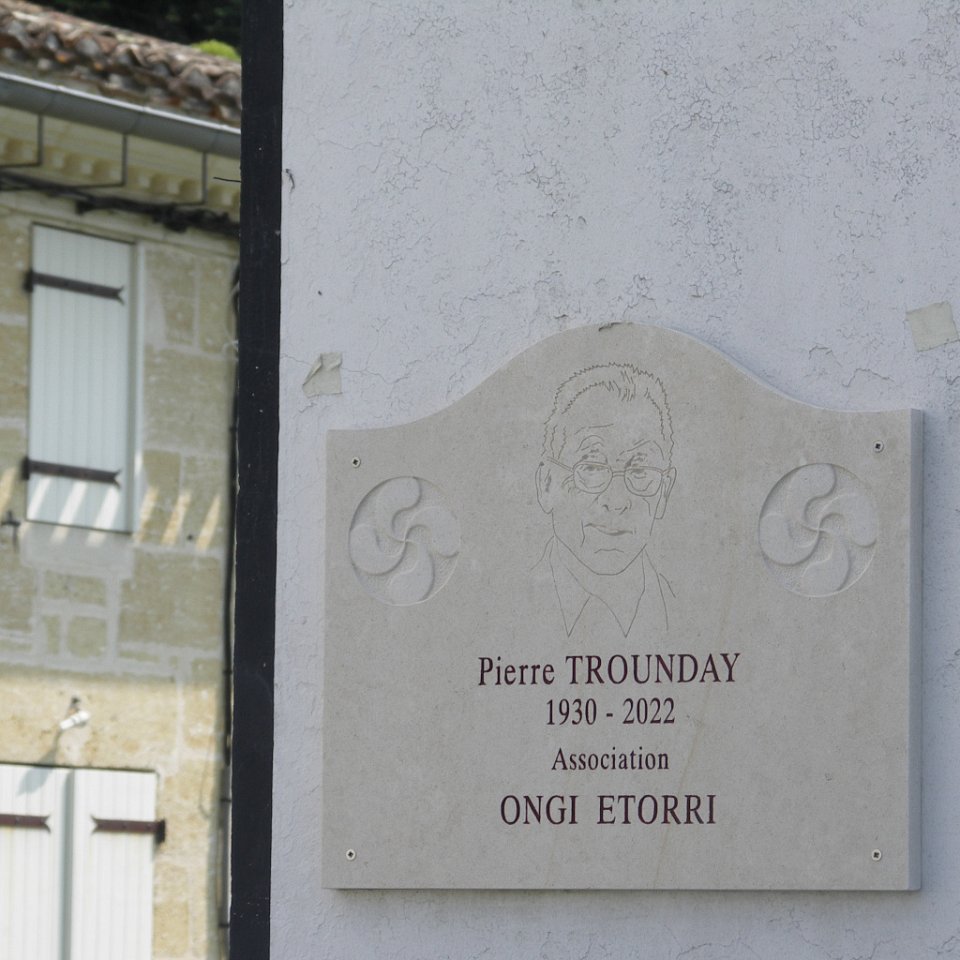 Pierre TROUNDAY
1930 - 2022
Association
ONGI ETORRI